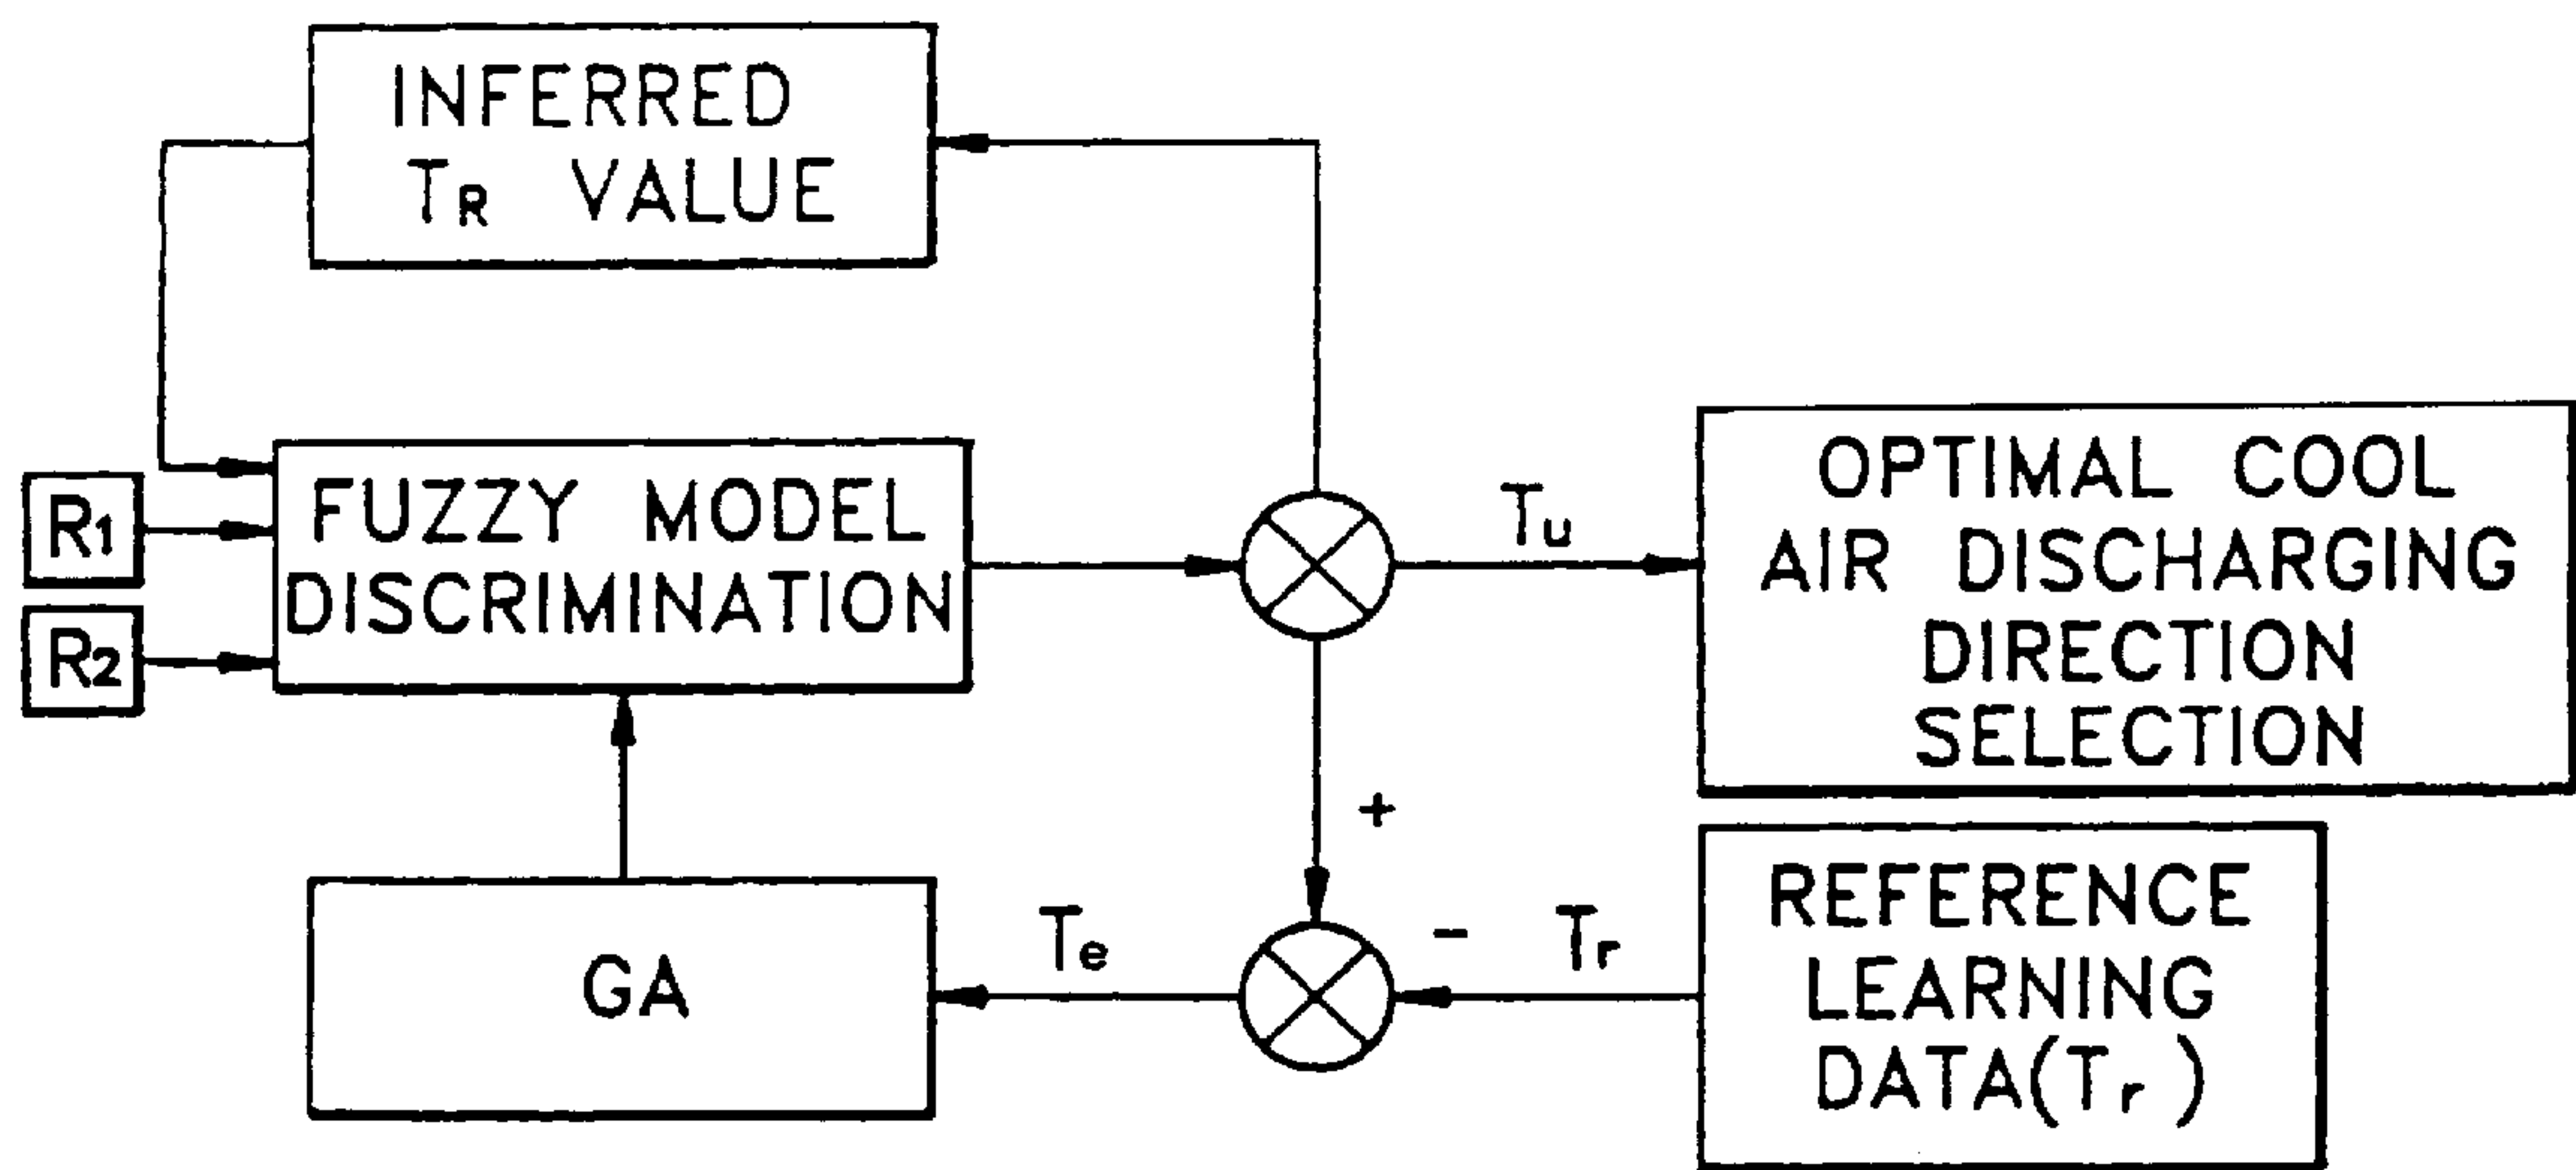 INFERRED
TR VALUE
R1
R2
FUZZY MODEL
DISCRIMINATION
Tu
OPTIMAL COOL
AIR DISCHARGING
DIRECTION
SELECTION
+
GA
Te
- Tr
REFERENCE
LEARNING
DATA(Tr)